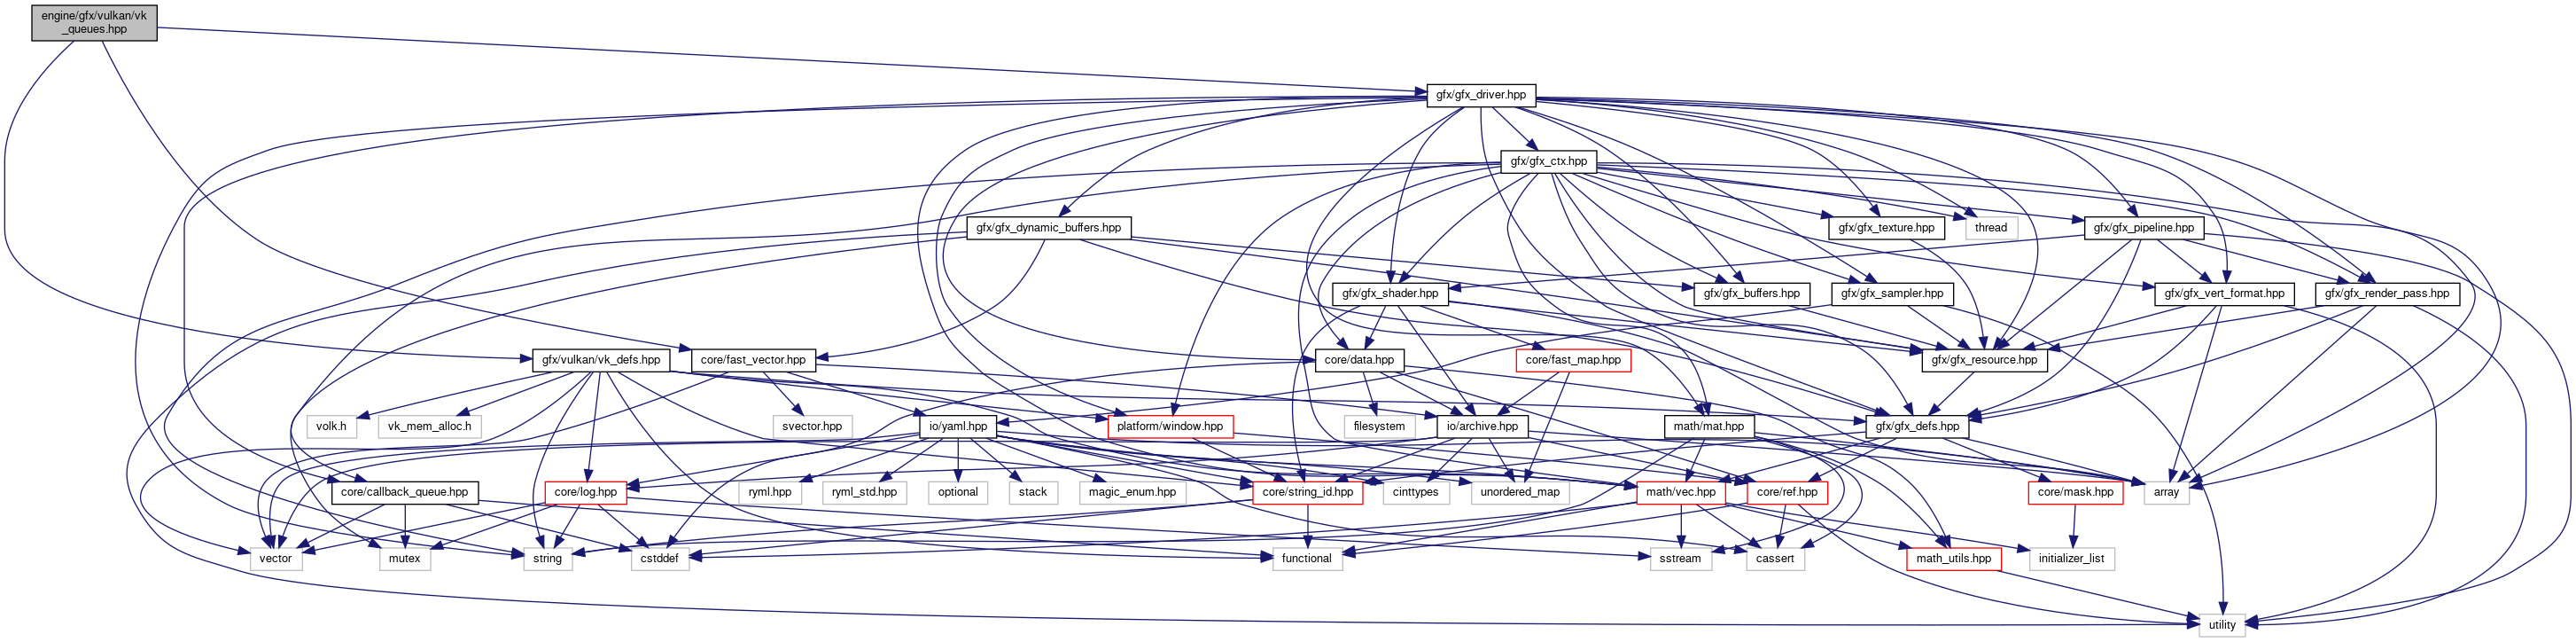 engine/gfx/vulkan/vk
_queues.hpp
gfx/gfx_driver.hpp
gfx/gfx_ctx.hpp
gfx/gfx_dynamic_buffers.hpp
gfx/gfx_texture.hpp
thread
gfx/gfx_pipeline.hpp
gfx/gfx_shader.hpp
gfx/gfx_buffers.hpp
gfx/gfx_sampler.hpp
gfx/gfx_vert_format.hpp
gfx/gfx_render_pass.hpp
gfx/vulkan/vk_defs.hpp
core/fast_vector.hpp
core/data.hpp
core/fast_map.hpp
gfx/gfx_resource.hpp
volk.h
vk_mem_alloc.h
svector.hpp
io/yaml.hpp
platform/window.hpp
filesystem
io/archive.hpp
math/mat.hpp
gfx/gfx_defs.hpp
core/callback_queue.hpp
core/log.hpp
ryml.hpp
ryml_std.hpp
optional
stack
magic_enum.hpp
core/string_id.hpp
cinttypes
unordered_map
math/vec.hpp
core/ref.hpp
core/mask.hpp
array
vector
mutex
string
cstddef
functional
sstream
cassert
math_utils.hpp
initializer_list
utility